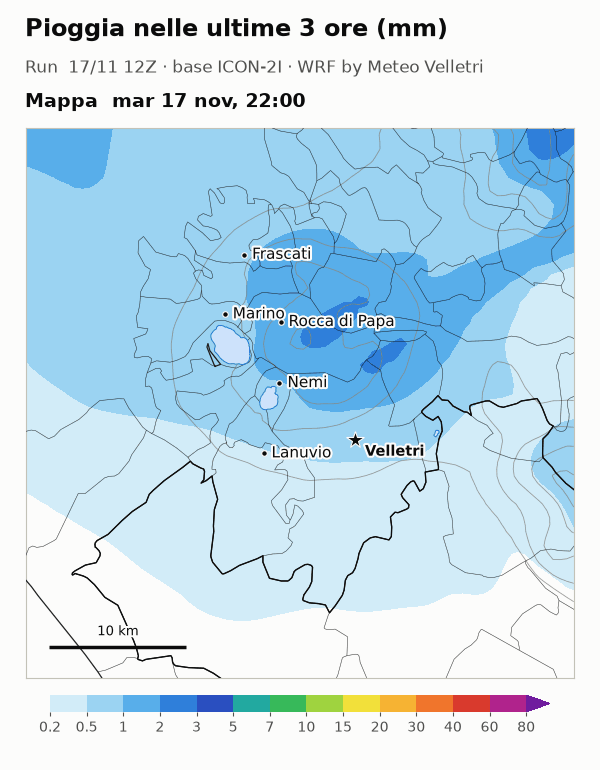 Pioggia nelle ultime 3 ore (mm)
Run  17/11 12Z · base ICON-2I · WRF by Meteo Velletri
Mappa  mar 17 nov, 22:00
Frascati
Marino
Rocca di Papa
Nemi
Velletri
Lanuvio
10 km
0.2 0.5 1 2 3 5 7 10 15 20 30 40 60 80